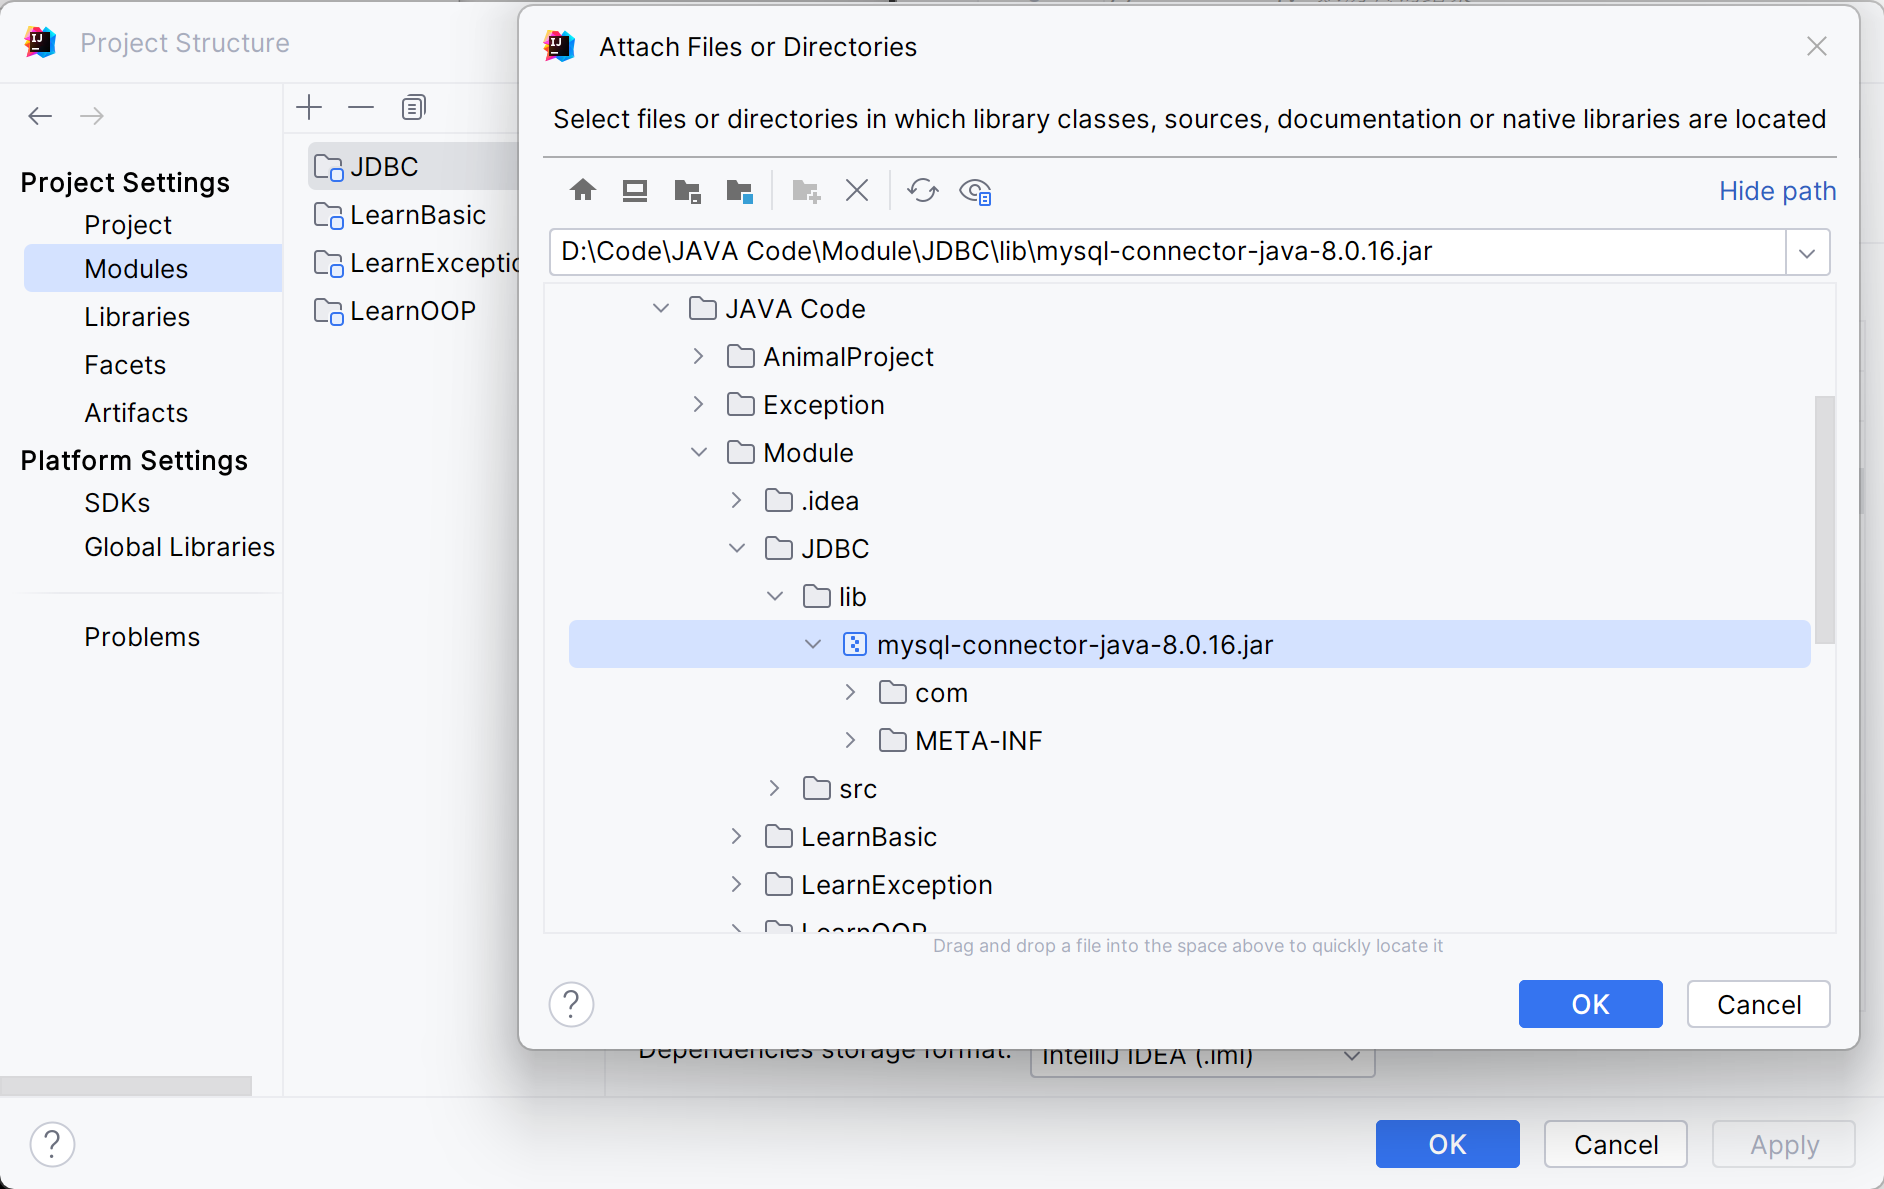 Project Structure
Project Settings
Project
Modules
Libraries
Facets
Artifacts
Platform Settings
SDKs
Global Libraries
Problems
JDBC
LearnBasic
LearnExceptio
LearnOOP
Attach Files or Directories
Select files or directories in which library classes, sources, documentation or native libraries are located
Hide path
D:\Code\JAVA Code\Module\JDBC\lib\mysql-connector-java-8.0.16.jar
JAVA Code
AnimalProject
Exception
Module
.idea
JDBC
lib
mysql-connector-java-8.0.16.jar
com
META-INF
src
LearnBasic
LearnException
LearnOOP
Drag and drop a file into the space above to quickly locate it
? OK Cancel
Dependencies storage format: IntelliJ IDEA (.iml)
? OK Cancel Apply